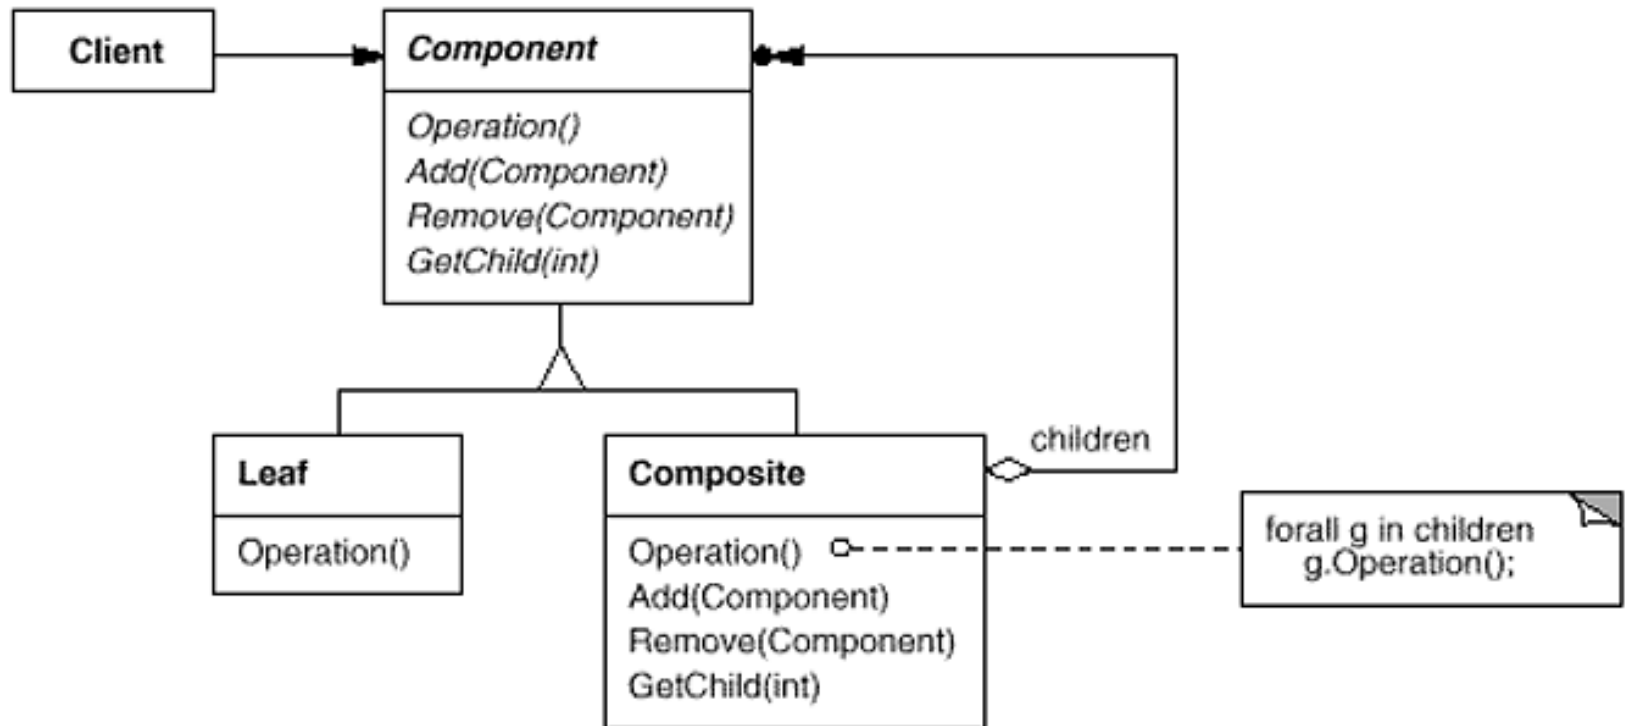 Client
Component
Operation()
Add(Component)
Remove(Component)
GetChild(int)
Leaf
Operation()
Composite
Operation()
Add(Component)
Remove(Component)
GetChild(int)
children
forall g in children
g.Operation();